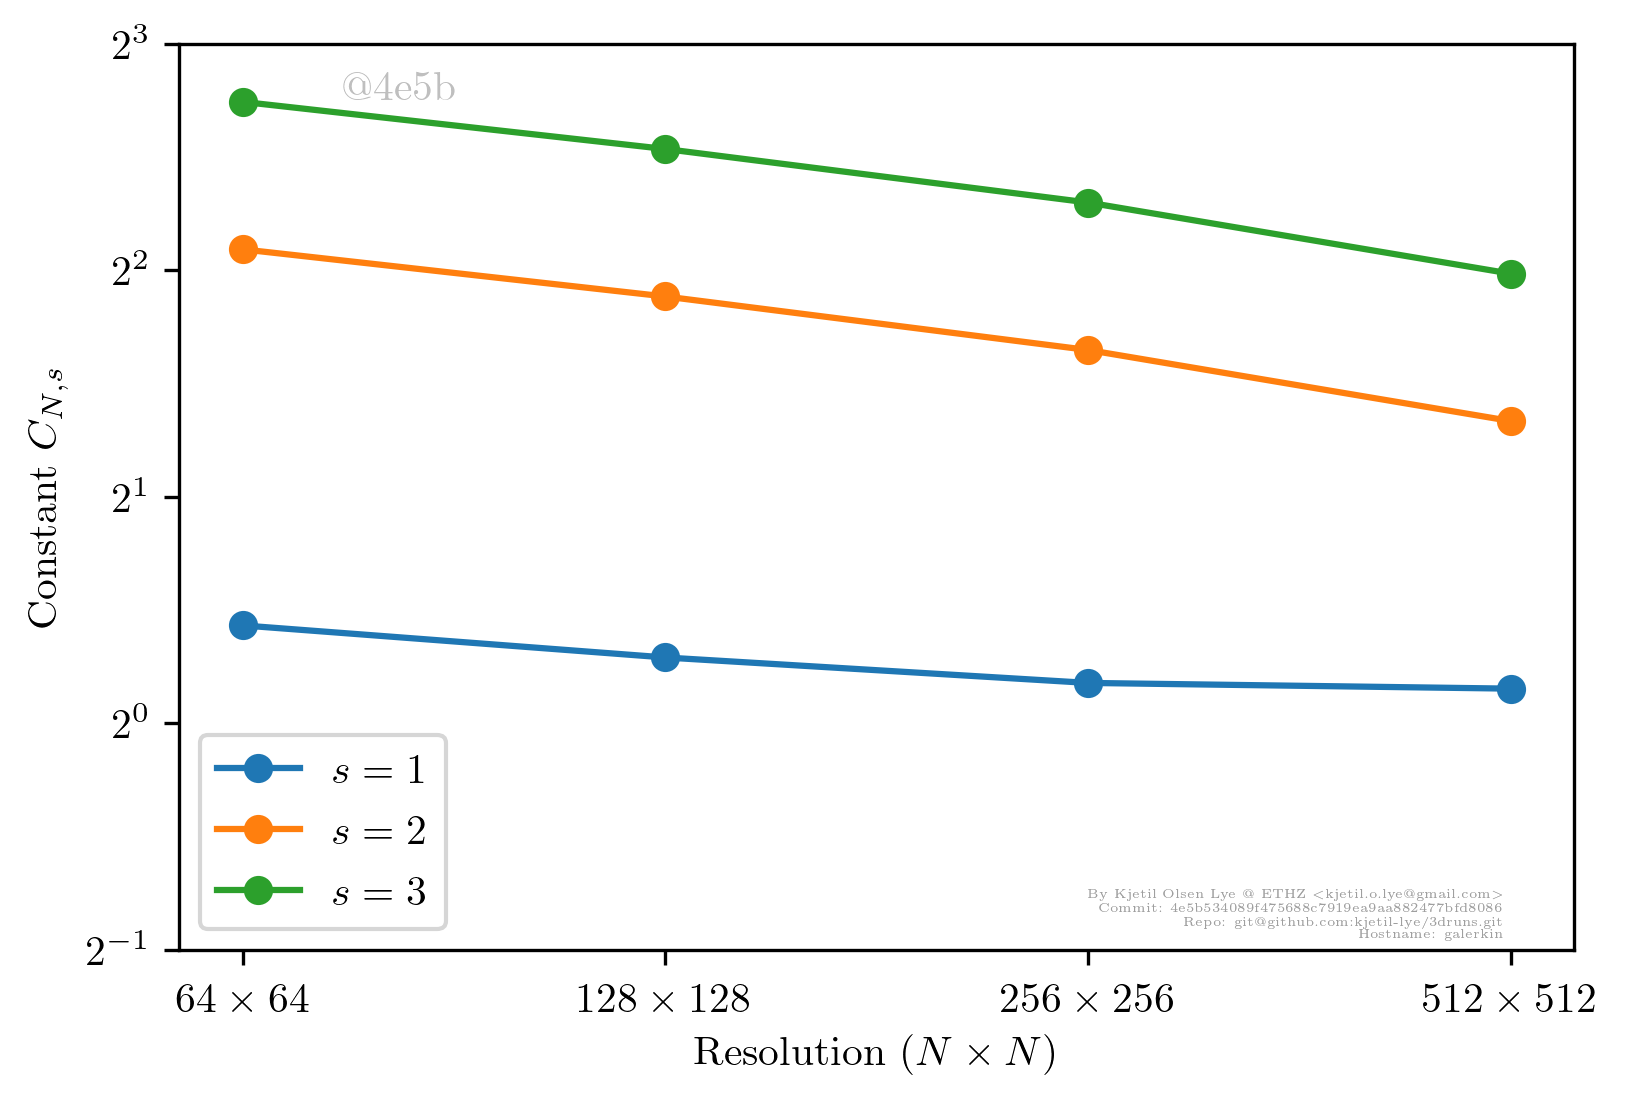 2^3
@4e5b
2^2
2^1
2^0
2^{-1}
Constant C_{N,s}
s = 1
s = 2
s = 3
By Kjetil Olsen Lye @ ETHZ <kjetil.o.lye@gmail.com>
Commit: 4e5b534089f475688c7919ea9aa882477bfd8086
Repo: git@github.com:kjetil-lye/3druns.git
Hostname: galerkin
64 × 64 128 × 128 256 × 256 512 × 512
Resolution (N × N)